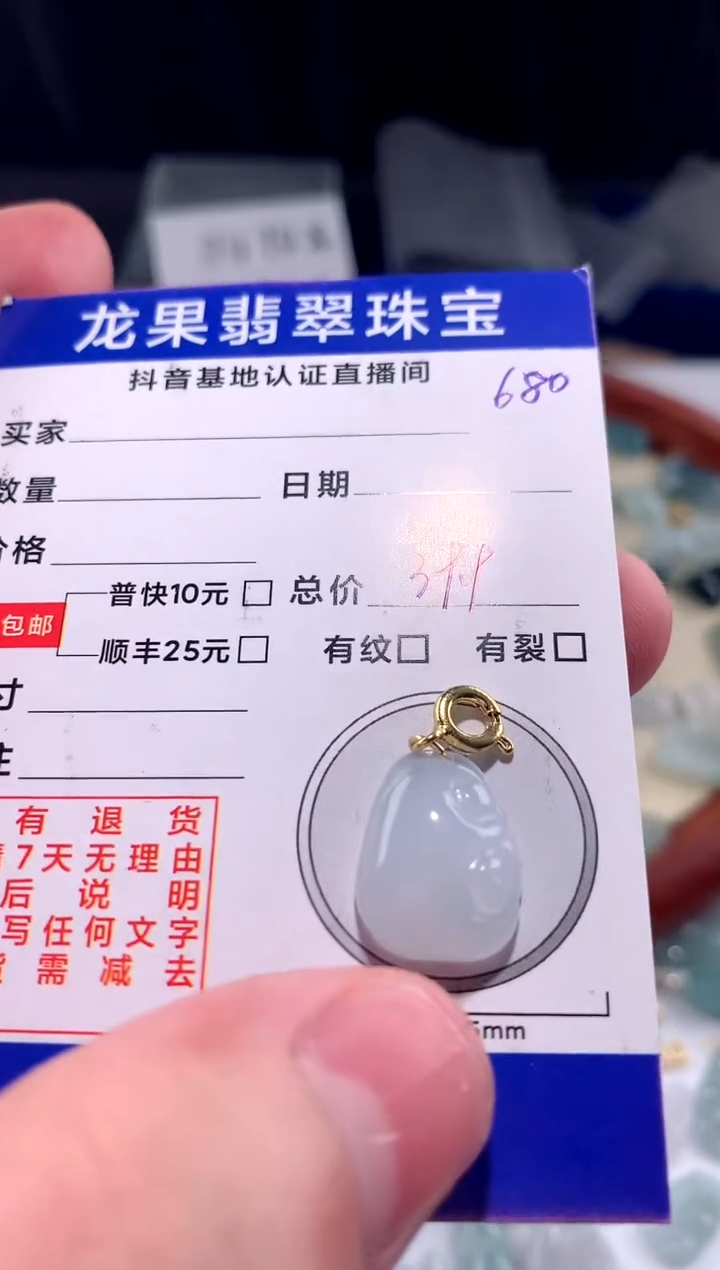 龙果翡翠珠宝
抖音基地认证直播间
680
买家
数量 日期
价格
普快10元 总价
包邮
顺丰25元 有纹 有裂
寸
性
有退货
7天无理由
后说明
写任何文字
需减去
5mm